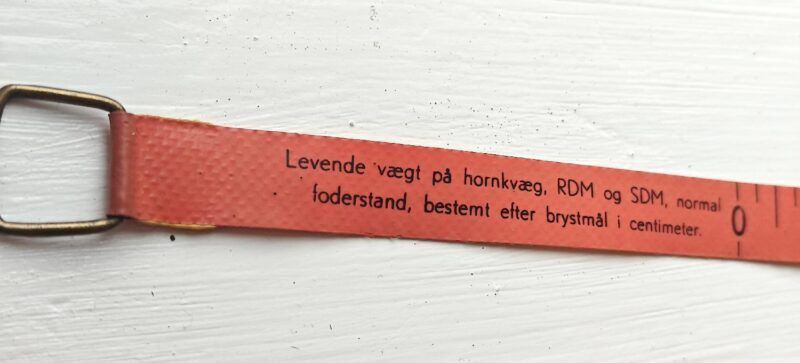 Levende vægt på hornkvæg, RDM og SDM, normal
foderstand, bestemt efter brystmål i centimeter.
0